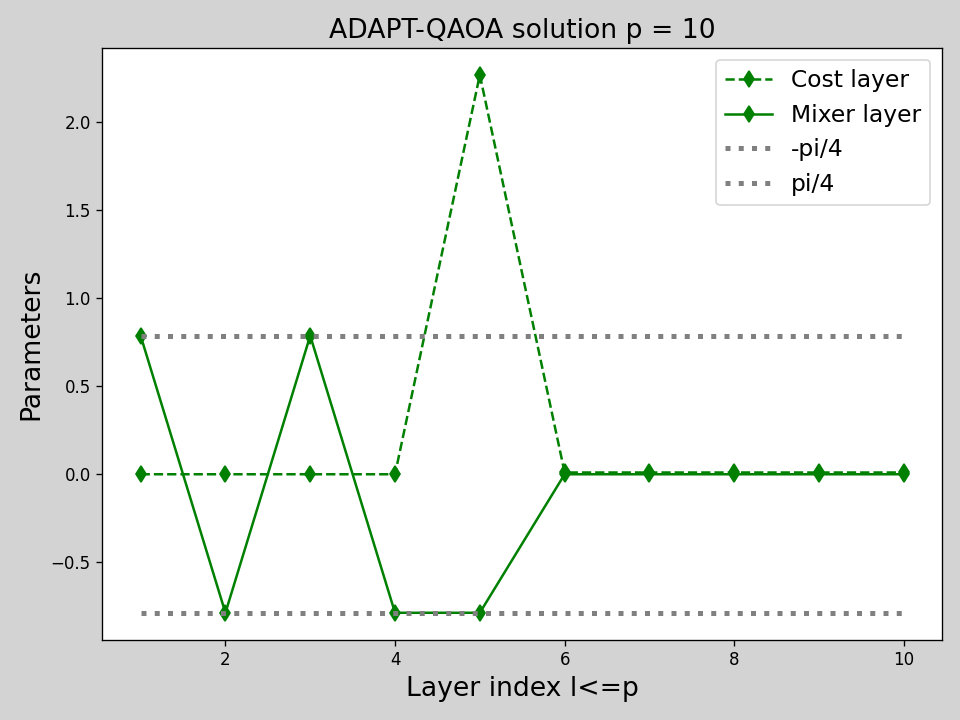 ADAPT-QAOA solution p = 10
Cost layer
Mixer layer
-pi/4
pi/4
Parameters
2.0
1.5
1.0
0.5
0.0
−0.5
2 4 6 8 10
Layer index l<=p